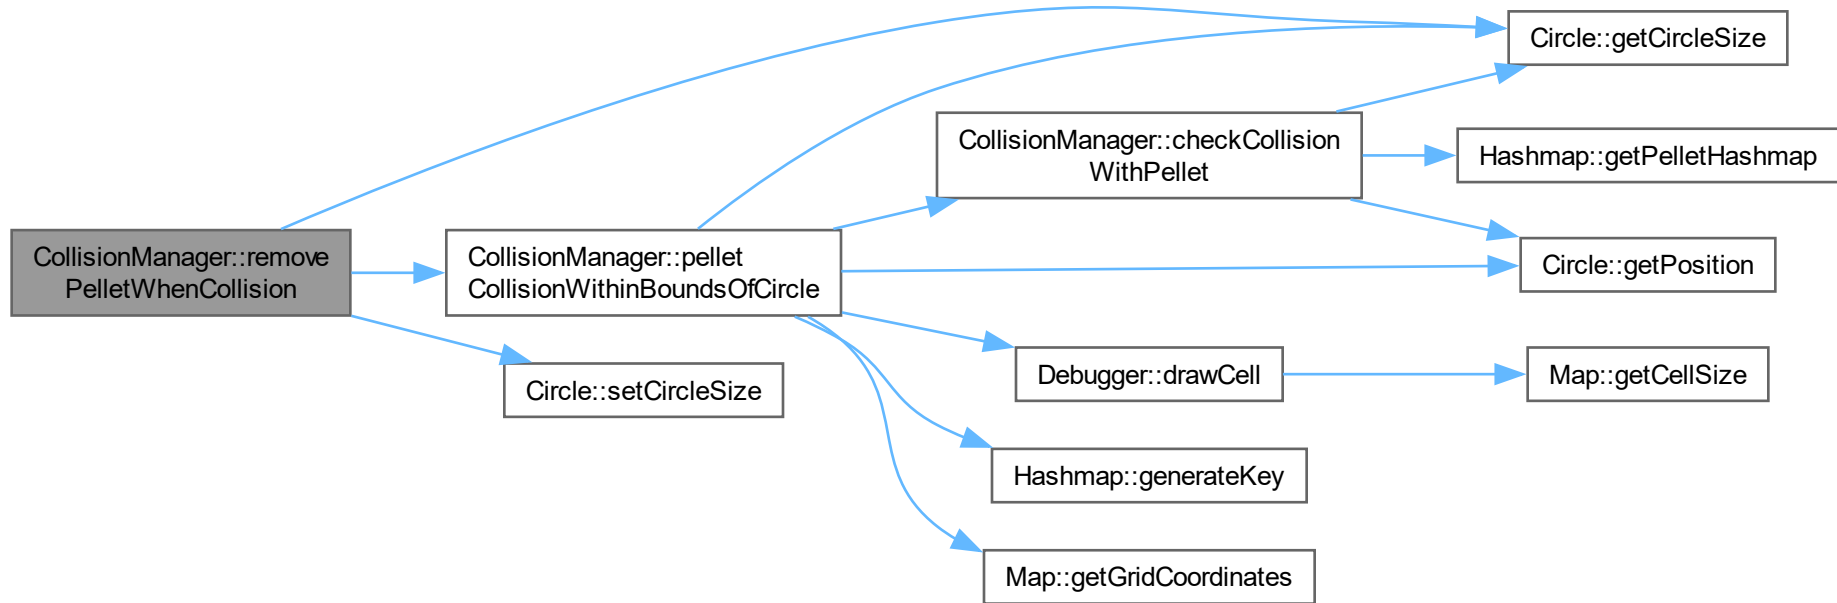 CollisionManager::remove
PelletWhenCollision
CollisionManager::pellet
CollisionWithinBoundsOfCircle
Circle::setCircleSize
CollisionManager::checkCollision
WithPellet
Debugger::drawCell
Hashmap::generateKey
Map::getGridCoordinates
Circle::getCircleSize
Hashmap::getPelletHashmap
Circle::getPosition
Map::getCellSize